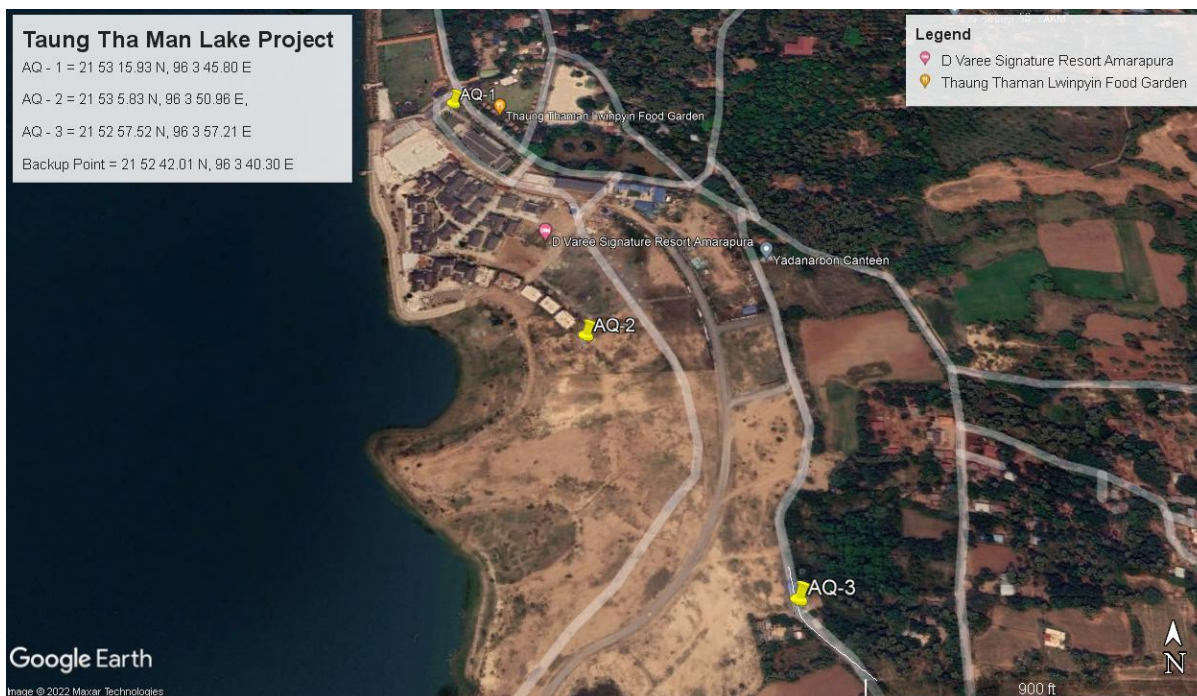 Taung Tha Man Lake Project
AQ - 1 = 21 53 15.93 N, 96 3 45.80 E
AQ - 2 = 21 53 5.83 N, 96 3 50.96 E,
AQ - 3 = 21 52 57.52 N, 96 3 57.21 E
Backup Point = 21 52 42.01 N, 96 3 40.30 E
Legend
D Varee Signature Resort Amarapura
Thaung Thaman Lwinpyin Food Garden
AQ-1
Thaung Thaman Lwinpyin Food Garden
D Varee Signature Resort Amarapura
Yadanarbon Canteen
AQ-2
AQ-3
Google Earth
N
900 ft
Image © 2022 Maxar Technologies